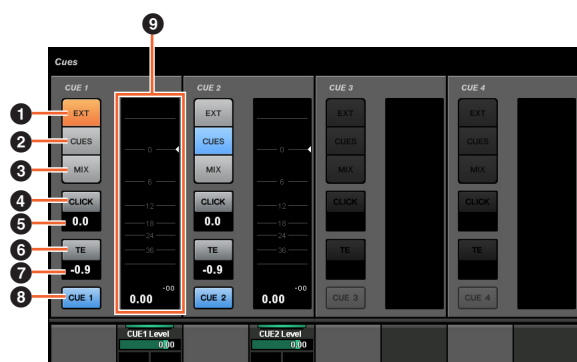 9
Cues
CUE 1
CUE 2
CUE 3
CUE 4
1 EXT EXT EXT EXT
2 CUES CUES CUES CUES
3 MIX MIX MIX MIX
0 0
6 6
4 CLICK CLICK CLICK CLICK
12 12
5 0.0 0.0
18 18
24 24
6 TE TE TE TE
36 36
7 -0.9 -0.9
-oo -oo
8 CUE 1 0.00 CUE 2 0.00 CUE 3 CUE 4
CUE1 Level CUE2 Level
0.00 0.00